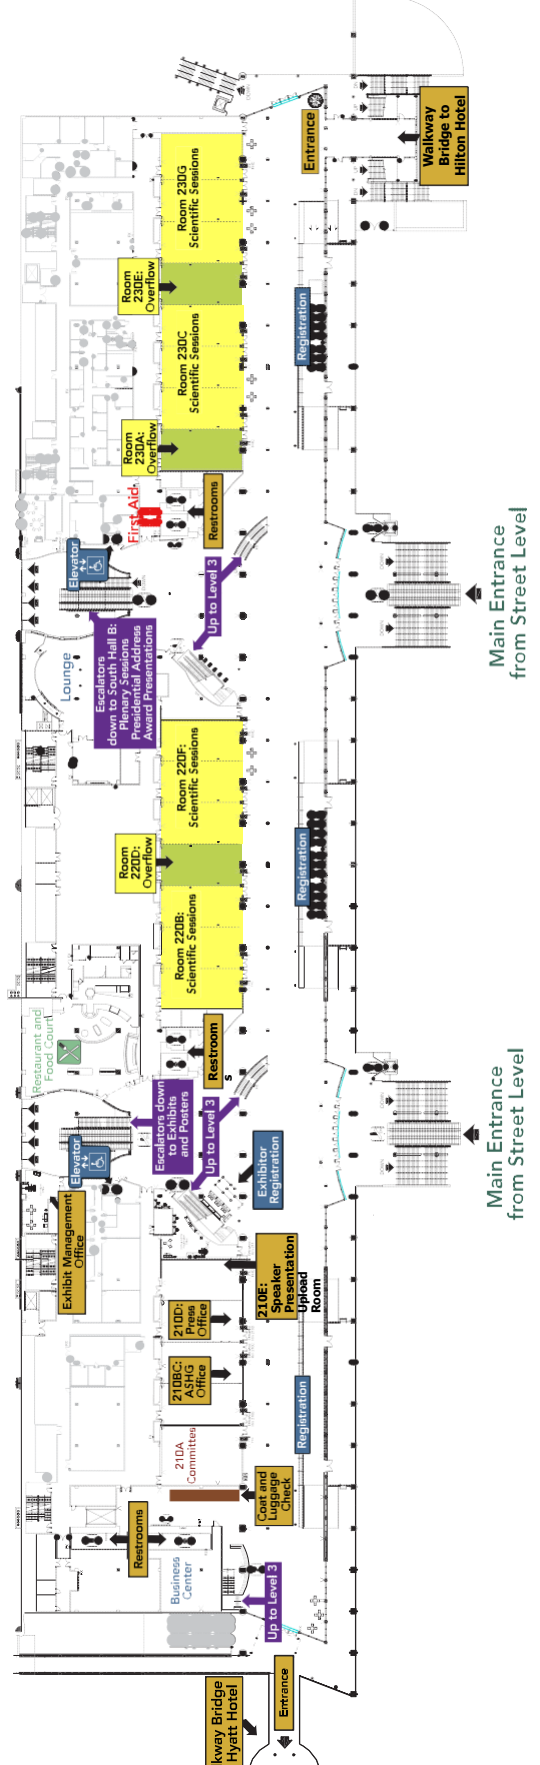 Walkway
Bridge to
Hilton Hotel
Entrance
Room 230G
Scientific Sessions
Room
230E:
Overflow
Room 230C
Scientific Sessions
Registration
Room
230A:
Overflow
First Aid
Restrooms
Elevator
Up to Level 3
Main Entrance
from Street Level
Escalators
down to South Hall B:
Plenary Sessions
Presidential Address
Award Presentations
Lounge
Room 220F:
Scientific Sessions
Room
220D:
Overflow
Registration
Room 220B:
Scientific Sessions
Restaurant and
Food Court
Restroom
s
Escalators down
to Exhibits
and Posters
Up to Level 3
Main Entrance
from Street Level
Elevator
Exhibitor
Registration
Exhibit Management
Office
210E:
Speaker
Presentation
Upload
Room
210D:
Press
Office
210BC:
ASHG
Office
Registration
210A
Committes
Coat and
Luggage
Check
Restrooms
Business
Center
Up to Level 3
Entrance
kway Bridge
Hyatt Hotel